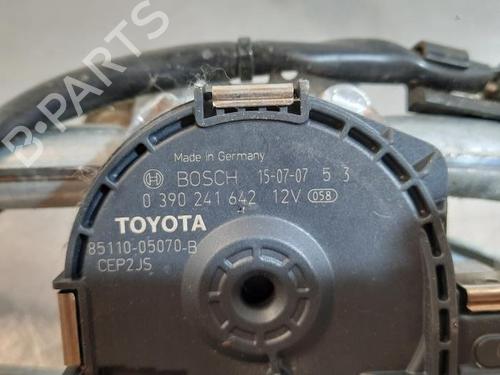 B-PARTS
Made in Germany
BOSCH 15-07-07 5 3
0 390 241 642 12V 058
TOYOTA
85110-05070-B
CEP2JS